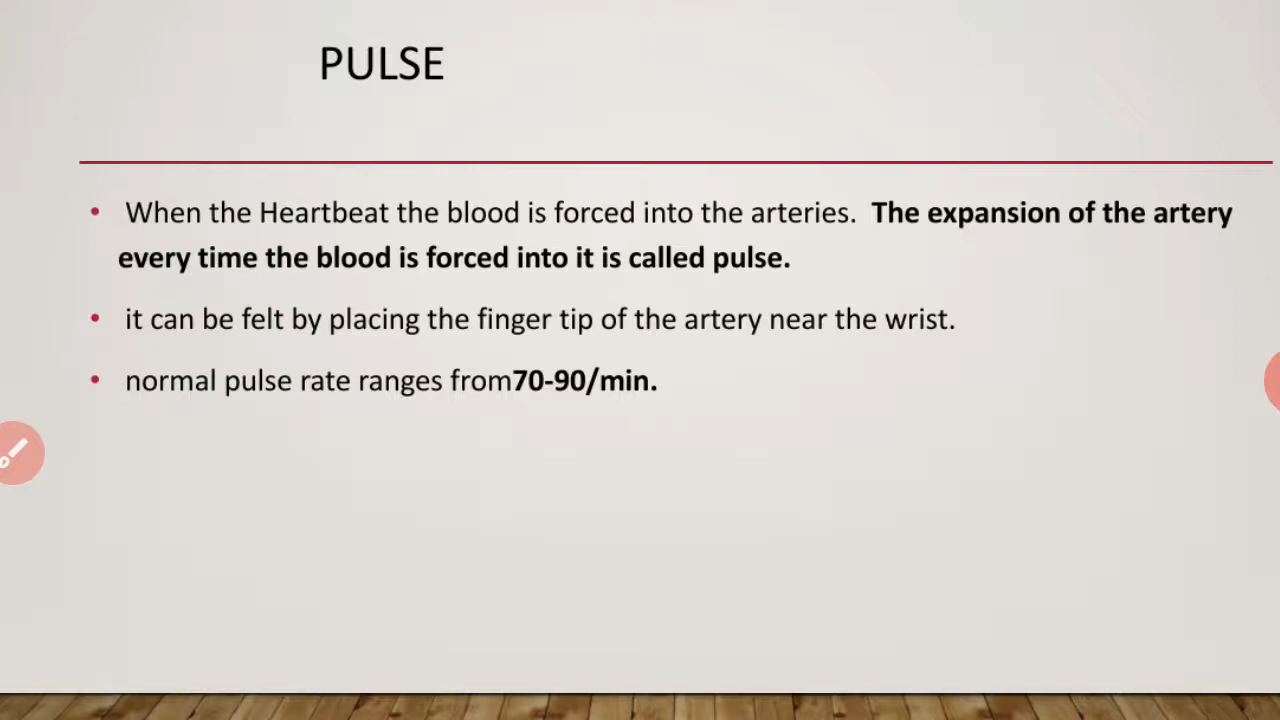 PULSE
• When the Heartbeat the blood is forced into the arteries. The expansion of the artery
every time the blood is forced into it is called pulse.
• it can be felt by placing the finger tip of the artery near the wrist.
• normal pulse rate ranges from70-90/min.